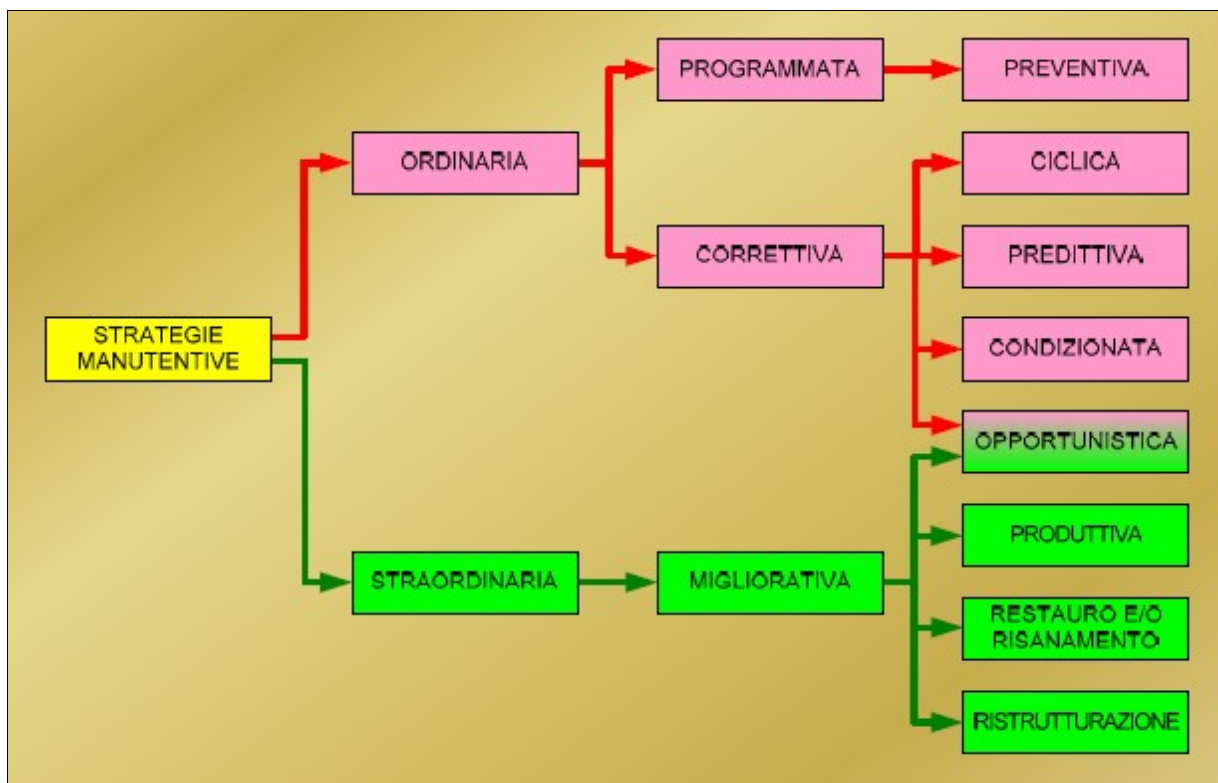 PROGRAMMATA
PREVENTIVA
ORDINARIA
CICLICA
CORRETTIVA
PREDITTIVA
STRATEGIE
MANUTENTIVE
CONDIZIONATA
OPPORTUNISTICA
PRODUTTIVA
STRAORDINARIA
MIGLIORATIVA
RESTAURO E/O
RISANAMENTO
RISTRUTTURAZIONE